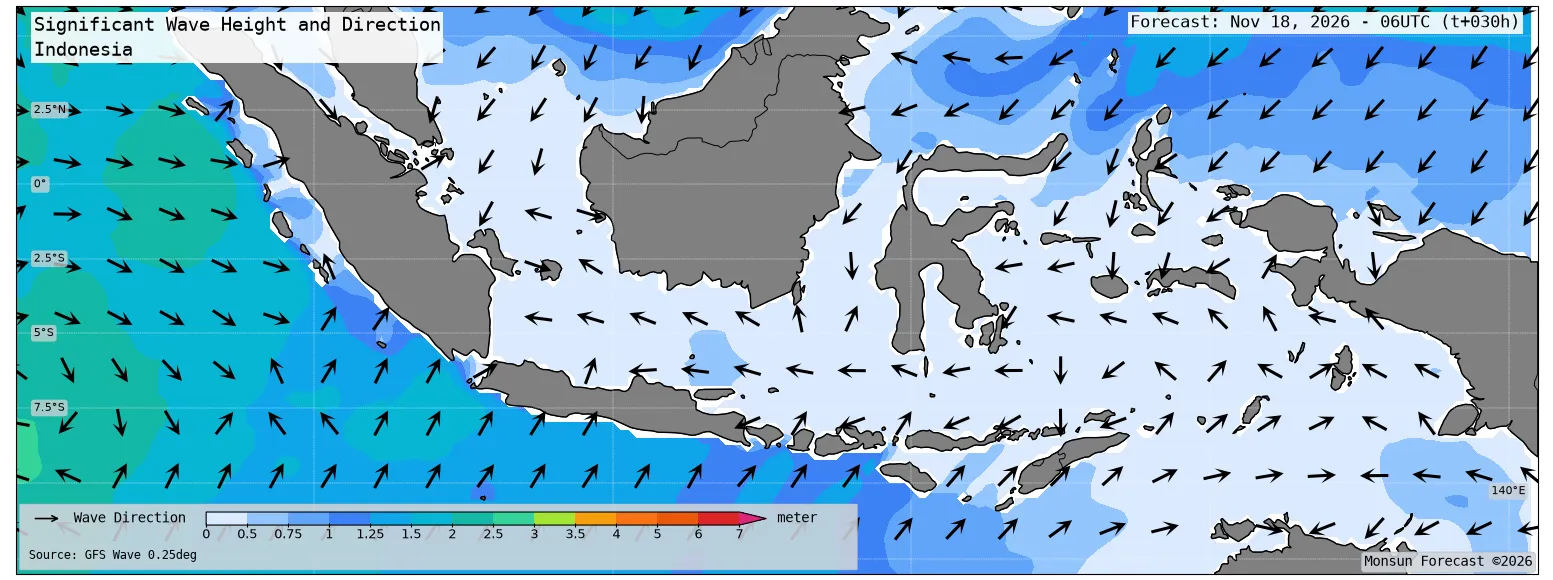 Significant Wave Height and Direction
Indonesia
Forecast: Nov 18, 2026 - 06UTC (t+030h)
2.5°N
0°
2.5°S
5°S
7.5°S
140°E
Wave Direction
meter
0 0.5 0.75 1 1.25 1.5 2 2.5 3 3.5 4 5 6 7
Source: GFS Wave 0.25deg
Monsun Forecast ©2026